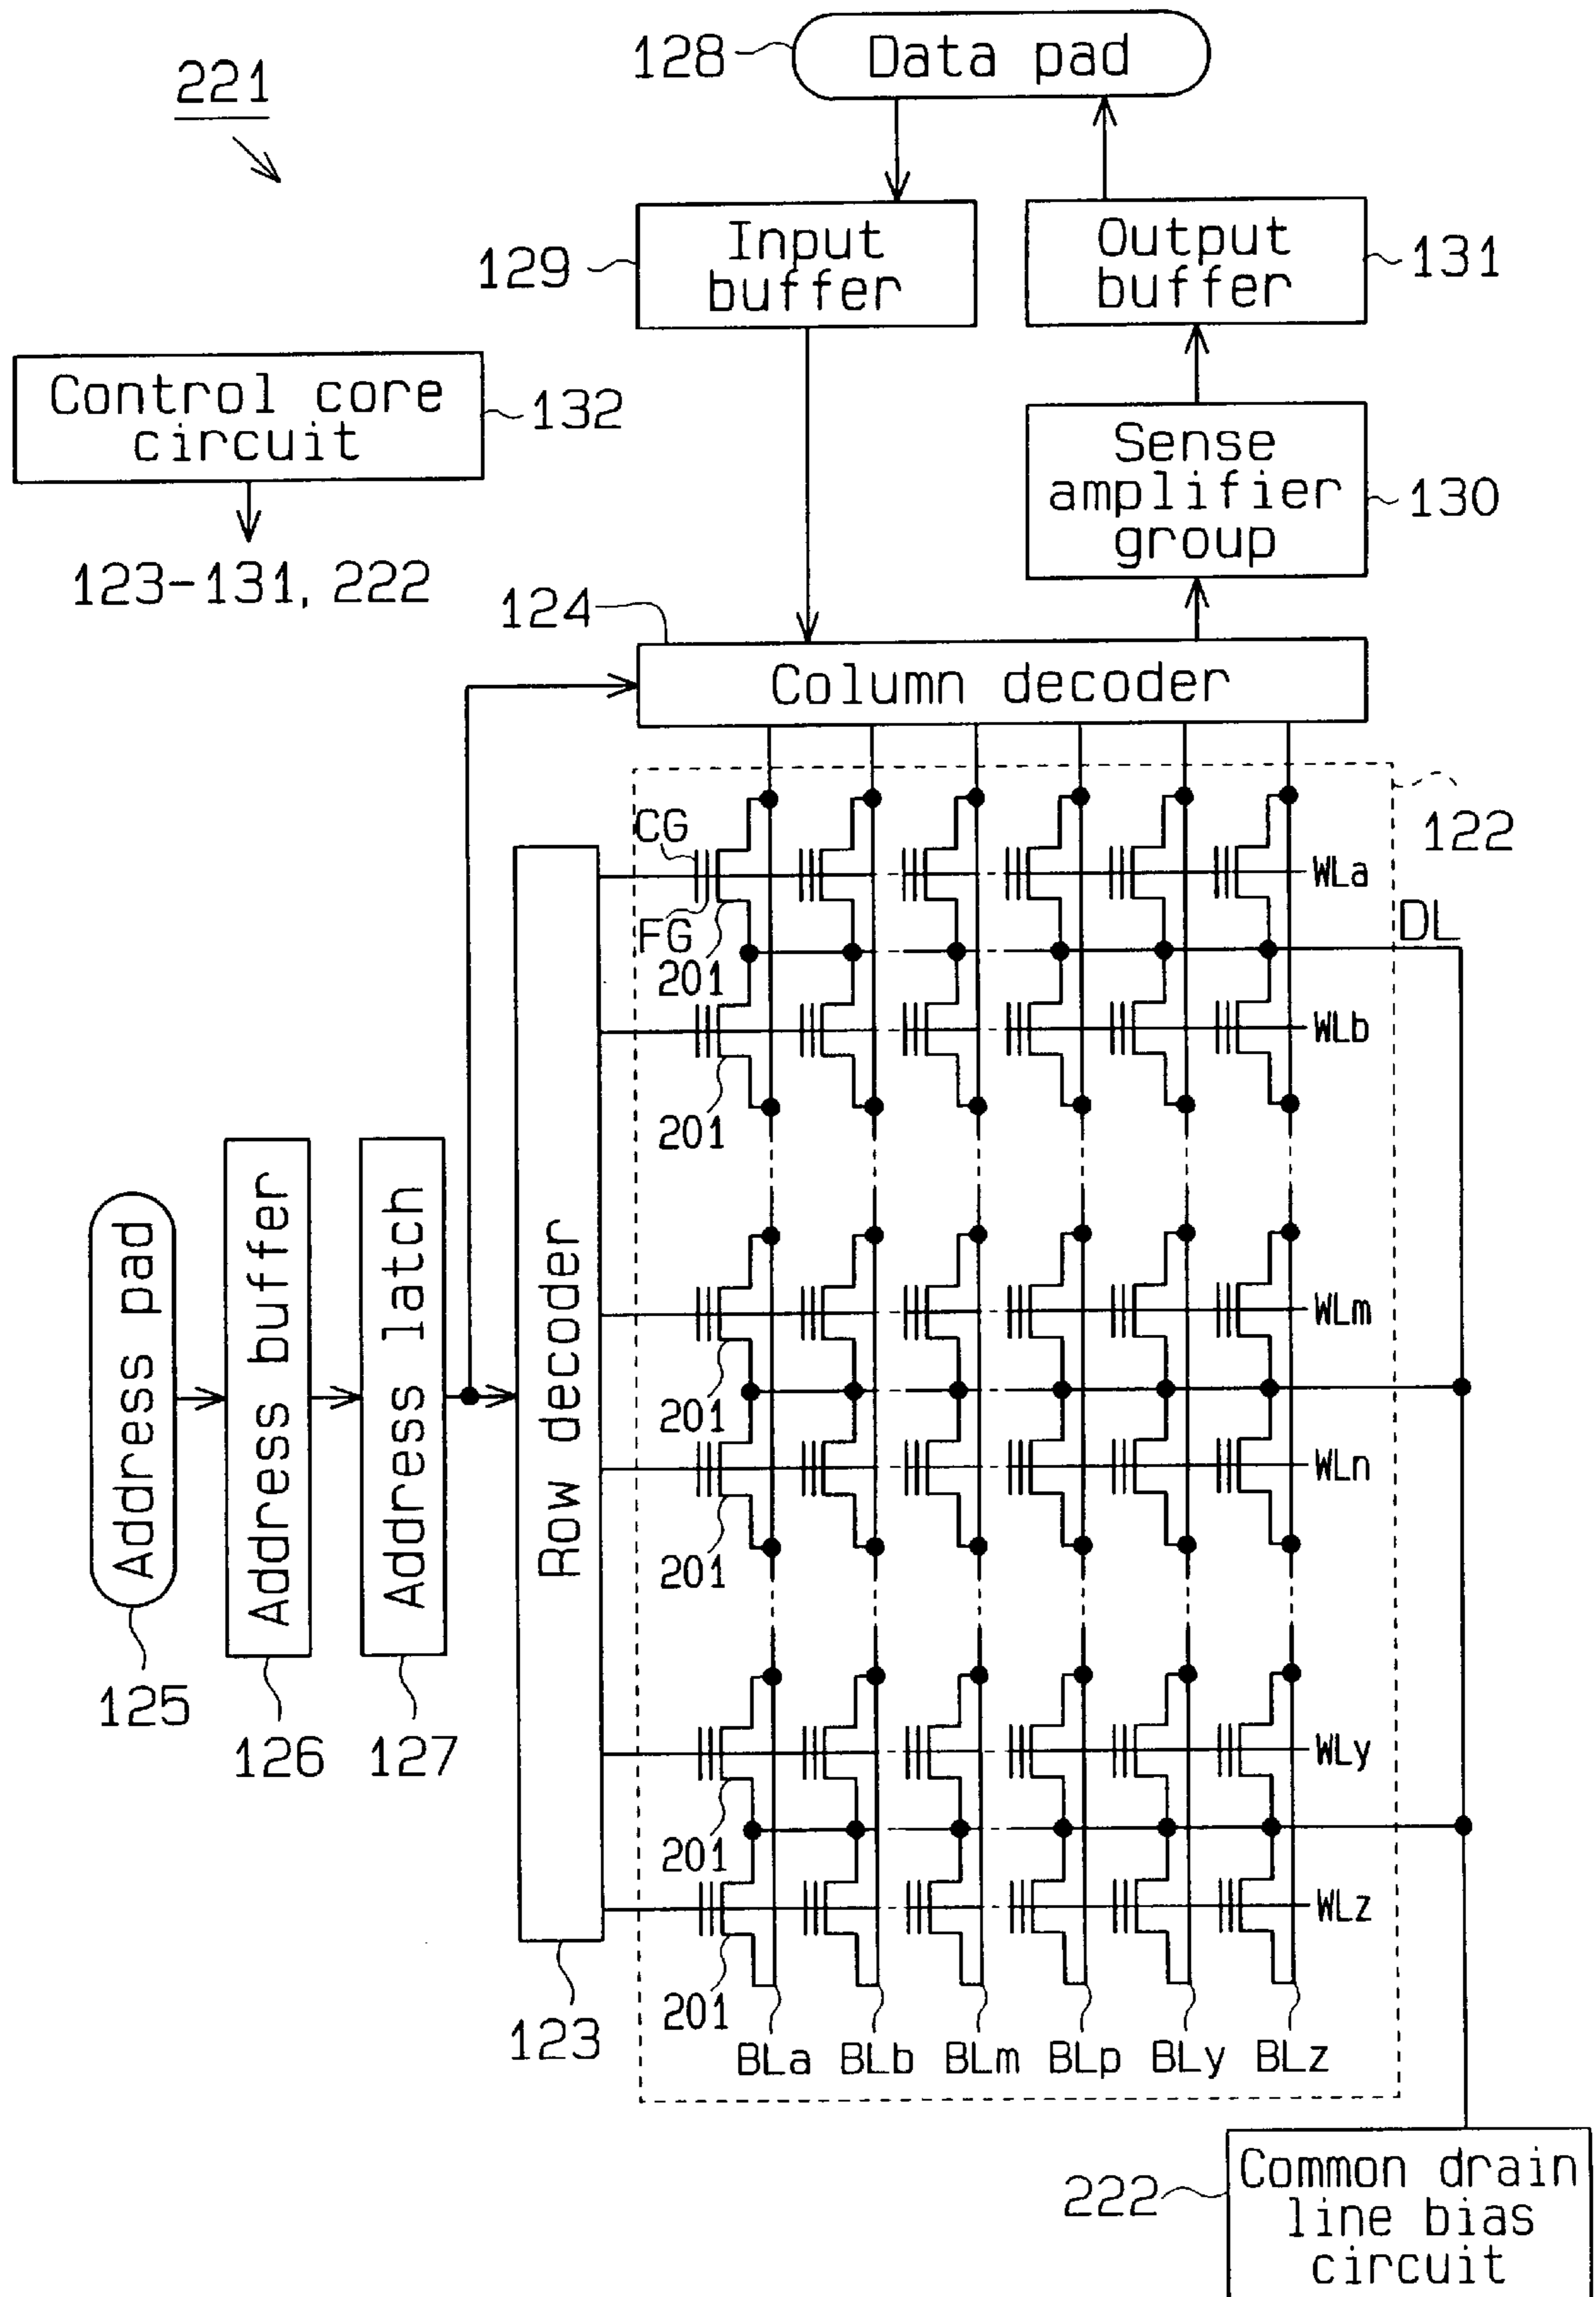 221
128
Data pad
129
Input
buffer
Output
buffer
131
Control core
circuit
132
Sense
amplifier
group
130
123-131, 222
124
Column decoder
122
CG
WLa
FG
DL
201
WLb
201
Address pad
Address buffer
Address latch
Row decoder
WLm
201
WLn
201
125
126
127
WLy
201
WLz
201
123
BLa
BLb
BLm
BLp
BLy
BLz
222
Common drain
line bias
circuit